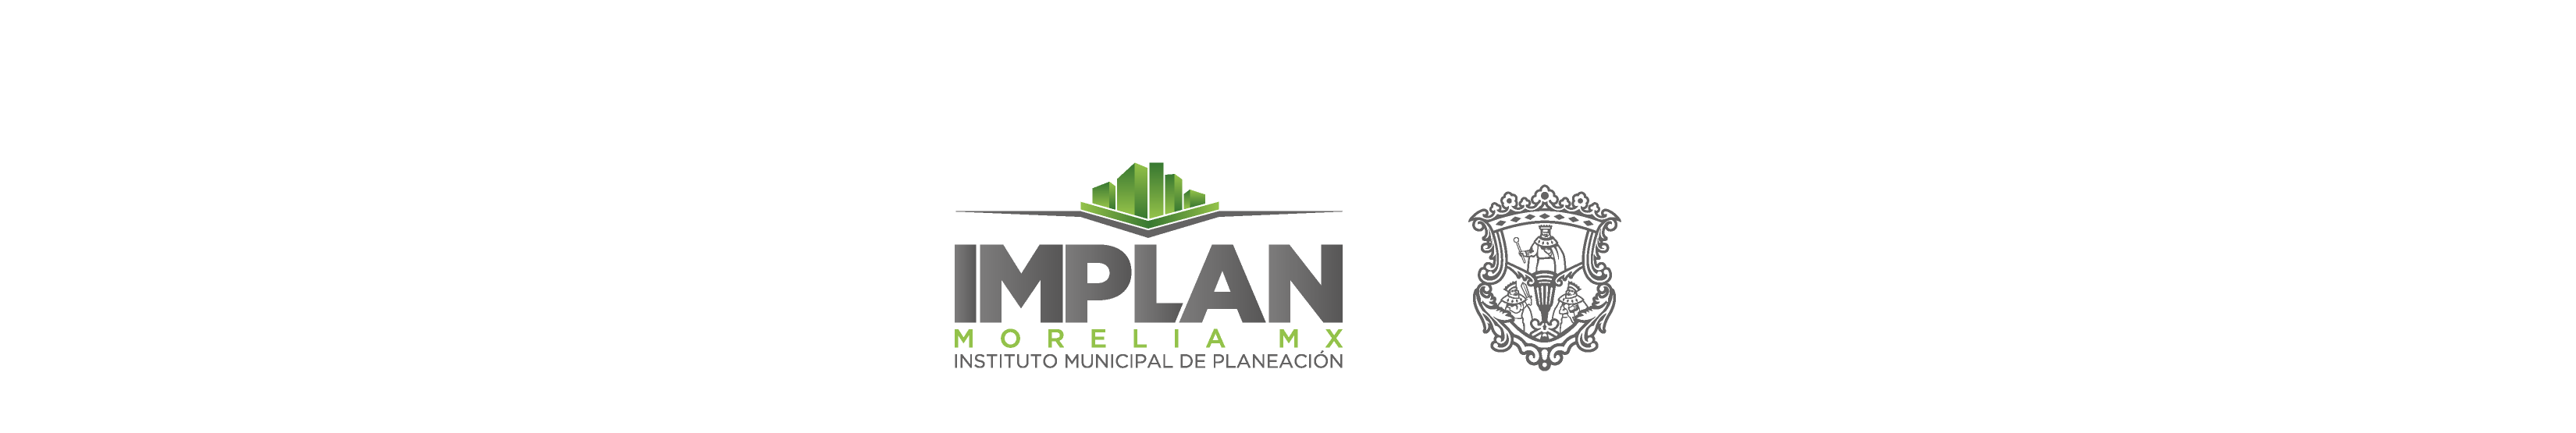 IMPLAN
MORELIA MX
INSTITUTO MUNICIPAL DE PLANEACIÓN